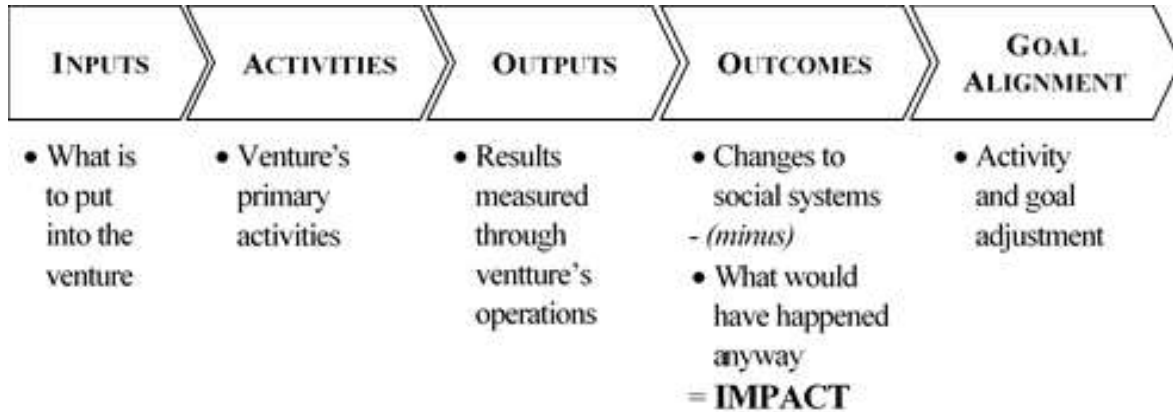 INPUTS
ACTIVITIES
OUTPUTS
OUTCOMES
GOAL
ALIGNMENT
• What is
to put
into the
venture
• Venture's
primary
activities
• Results
measured
through
ventture's
operations
• Changes to
social systems
- (minus)
• What would
have happened
anyway
= IMPACT
• Activity
and goal
adjustment